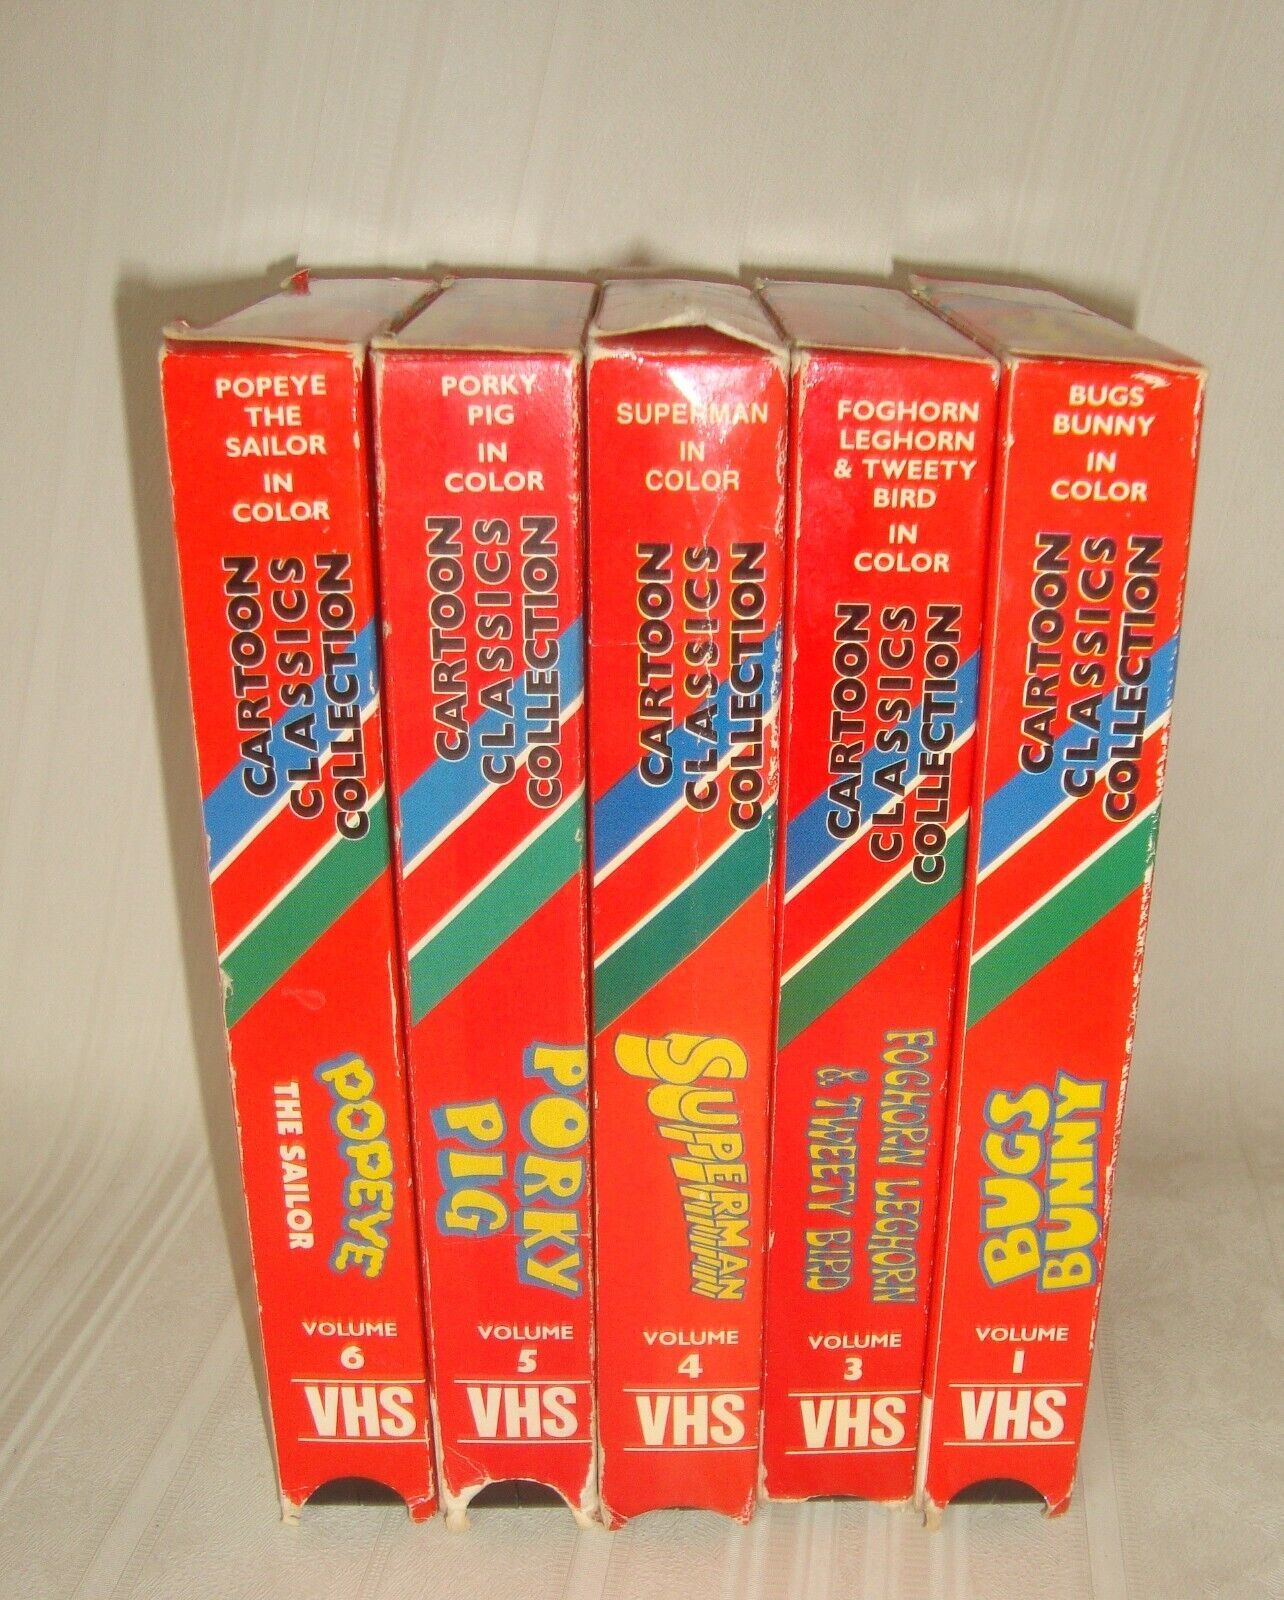 POPEYE
THE
SAILOR
IN
COLOR
CARTOON
CLASSICS
COLLECTION
POPEYE
THE SAILOR
VOLUME
6
VHS
PORKY
PIG
IN
COLOR
CARTOON
CLASSICS
COLLECTION
PORKY
PIG
VOLUME
5
VHS
SUPERMAN
IN
COLOR
CARTOON
CLASSICS
COLLECTION
SUPERMAN
VOLUME
4
VHS
FOGHORN
LEGHORN
& TWEETY
BIRD
IN
COLOR
CARTOON
CLASSICS
COLLECTION
FOGHORN LEGHORN
& TWEETY BIRD
VOLUME
3
VHS
BUGS
BUNNY
IN
COLOR
CARTOON
CLASSICS
COLLECTION
BUGS
BUNNY
VOLUME
1
VHS